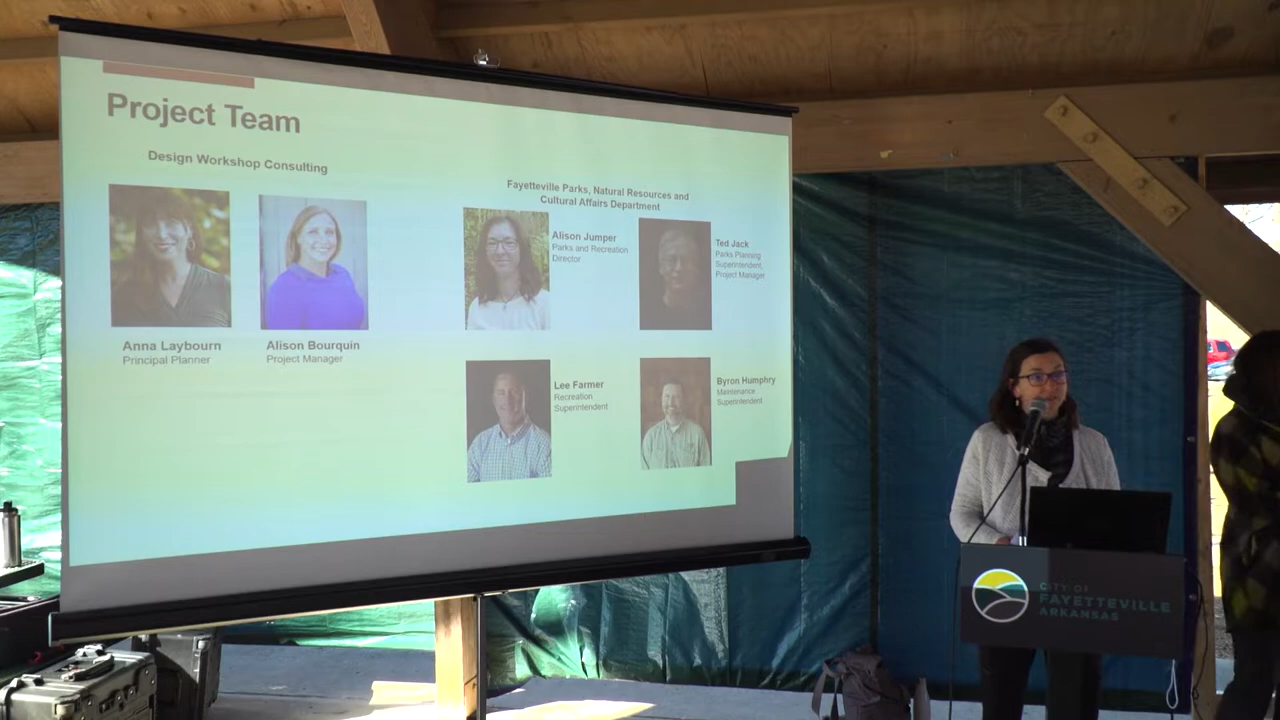 Project Team
Design Workshop Consulting
Anna Laybourn
Principal Planner
Alison Bourquin
Project Manager
Fayetteville Parks, Natural Resources and
Cultural Affairs Department
Alison Jumper
Parks and Recreation
Director
Ted Jack
Parks Planning
Superintendent,
Project Manager
Lee Farmer
Recreation
Superintendent
Byron Humphry
Maintenance
Superintendent
CITY OF
FAYETTEVILLE
ARKANSAS